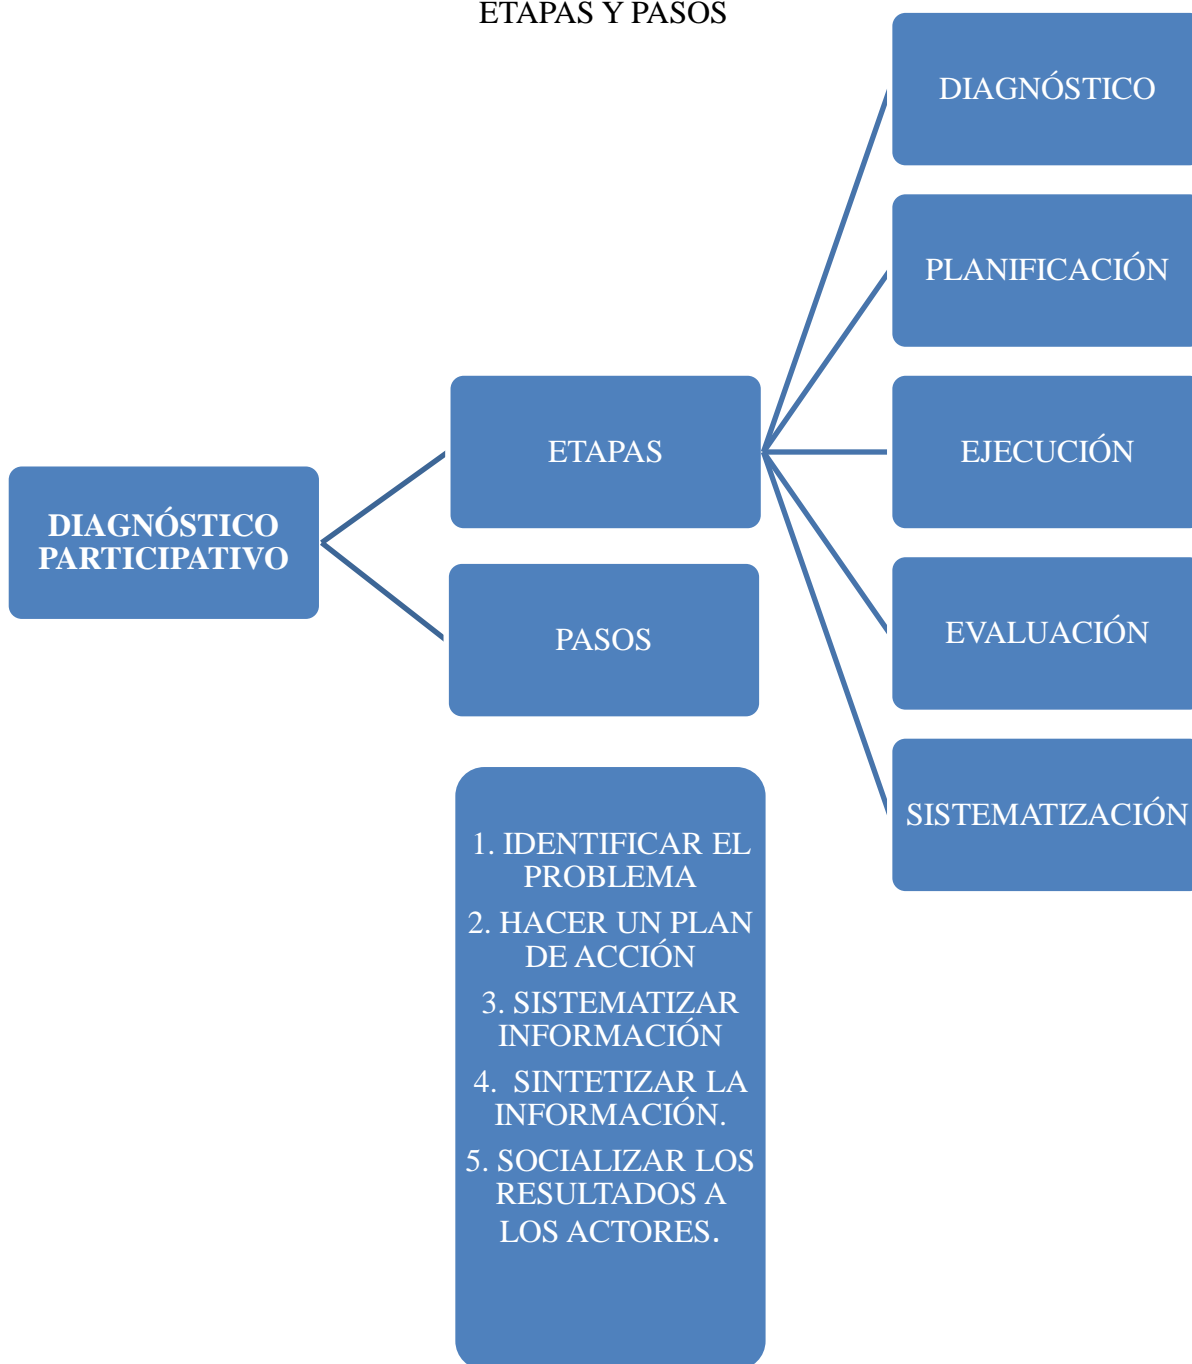 ETAPAS Y PASOS
DIAGNÓSTICO
PARTICIPATIVO
ETAPAS
DIAGNÓSTICO
PLANIFICACIÓN
EJECUCIÓN
EVALUACIÓN
SISTEMATIZACIÓN
PASOS
1. IDENTIFICAR EL
PROBLEMA
2. HACER UN PLAN
DE ACCIÓN
3. SISTEMATIZAR
INFORMACIÓN
4. SINTETIZAR LA
INFORMACIÓN.
5. SOCIALIZAR LOS
RESULTADOS A
LOS ACTORES.